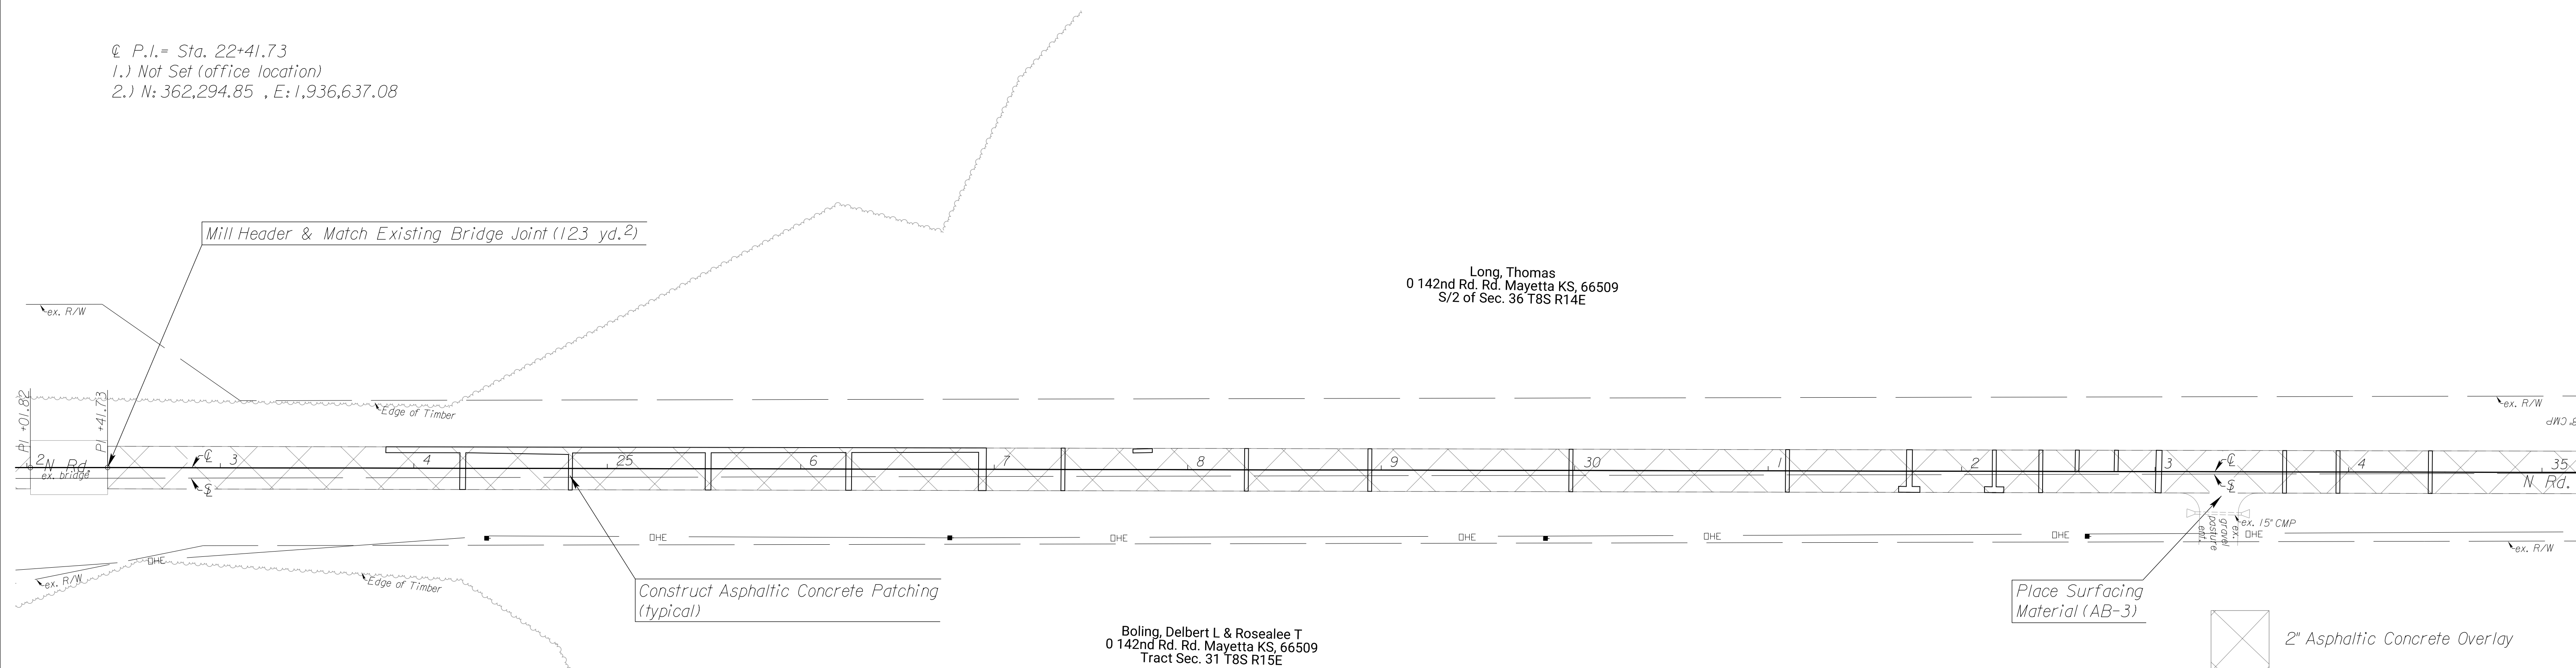 ℄ P.I.= Sta. 22+41.73
1.) Not Set (office location)
2.) N: 362,294.85 , E: 1,936,637.08
Mill Header & Match Existing Bridge Joint (123 yd.²)
Long, Thomas
0 142nd Rd. Rd. Mayetta KS, 66509
S/2 of Sec. 36 T8S R14E
ex. R/W
PI +01.82
PI +41.73
Edge of Timber
ex. R/W
CMP
2 N Rd. ℄ 3 4 25 6 7 8 9 30 1 2 3 ℄ 4 35
ex. bridge
N Rd.
OHE OHE OHE OHE OHE OHE OHE
ex. 15" CMP
ex.
gravel
pasture
ent.
ex. R/W
ex. R/W
Edge of Timber
Construct Asphaltic Concrete Patching
(typical)
Place Surfacing
Material (AB-3)
Boling, Delbert L & Rosealee T
0 142nd Rd. Rd. Mayetta KS, 66509
Tract Sec. 31 T8S R15E
2" Asphaltic Concrete Overlay